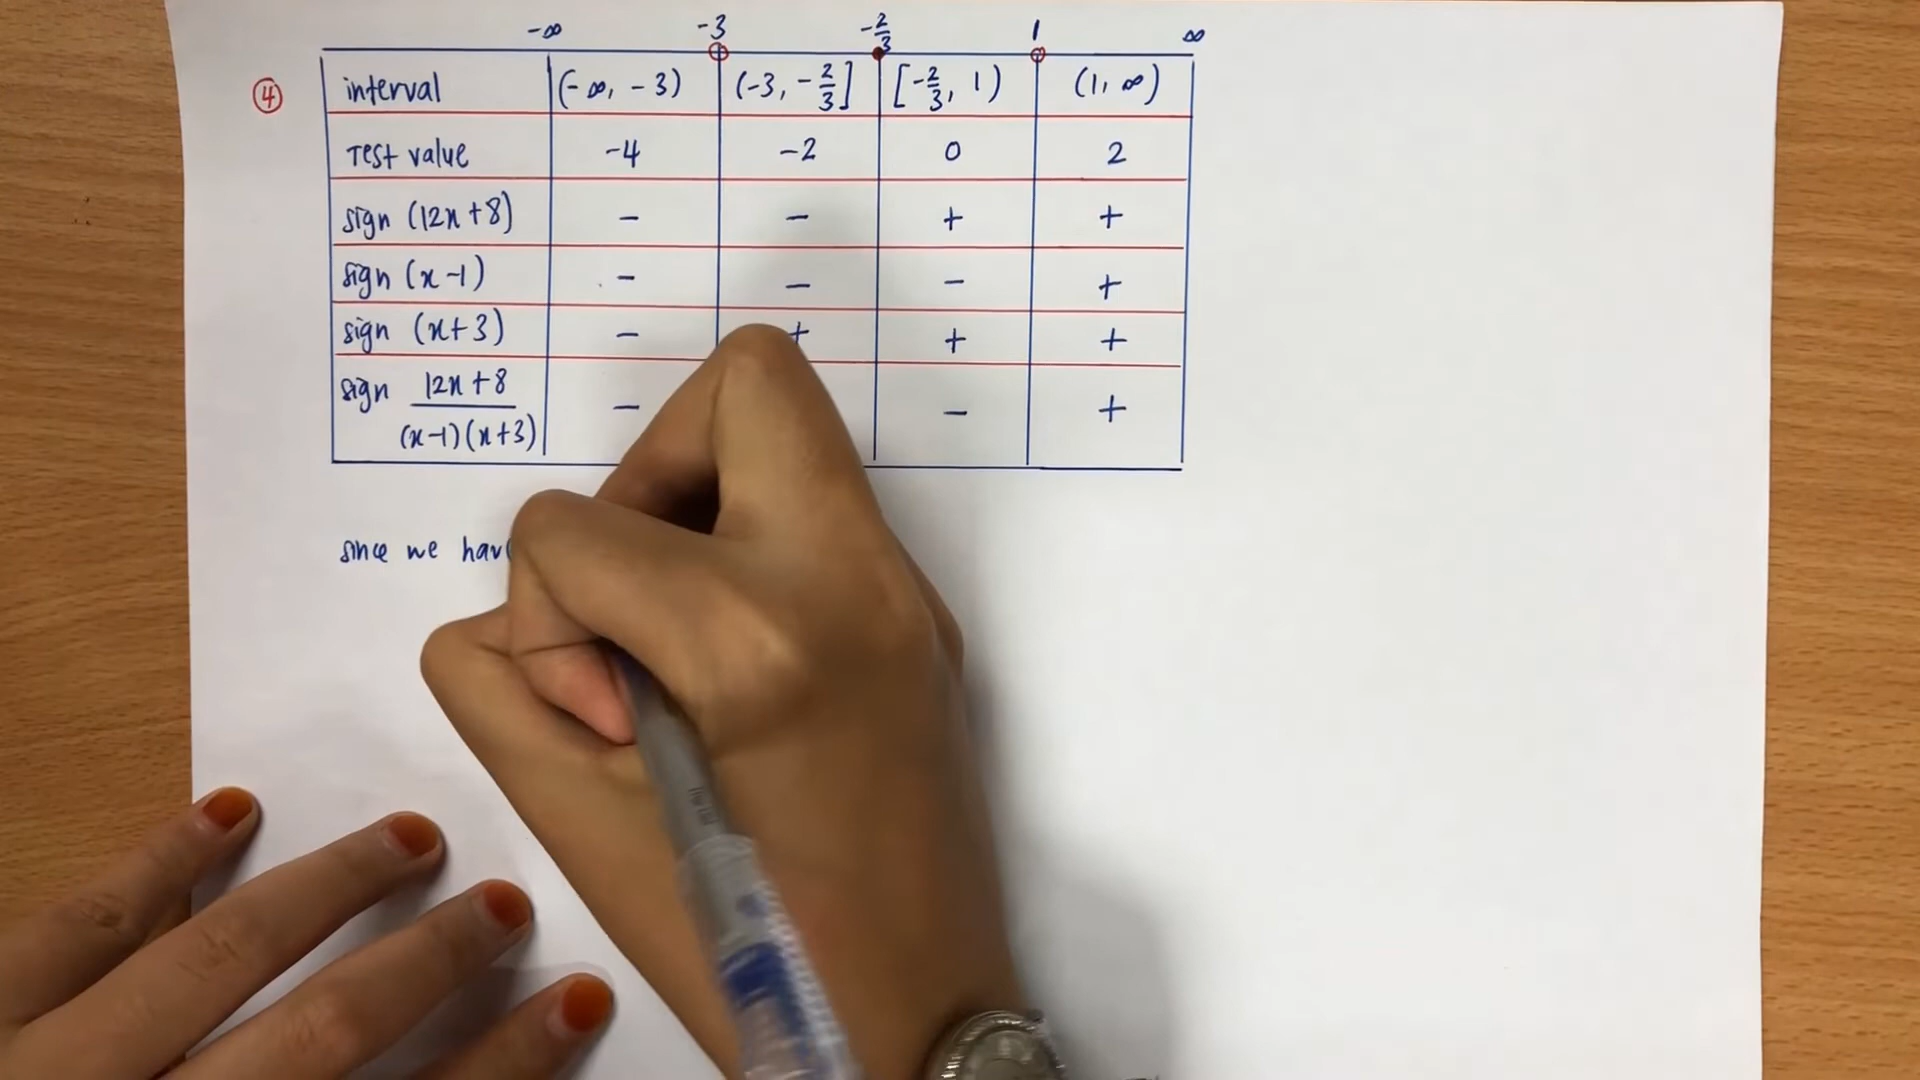 -∞ -3 -2/3 1 ∞
④ interval (-∞, -3) (-3, -2/3] [-2/3, 1) (1, ∞)
Test value -4 -2 0 2
sign (12x+8) - - + +
sign (x-1) - - - +
sign (x+3) - + + +
sign 12x+8 / (x-1)(x+3) - - +
since we have